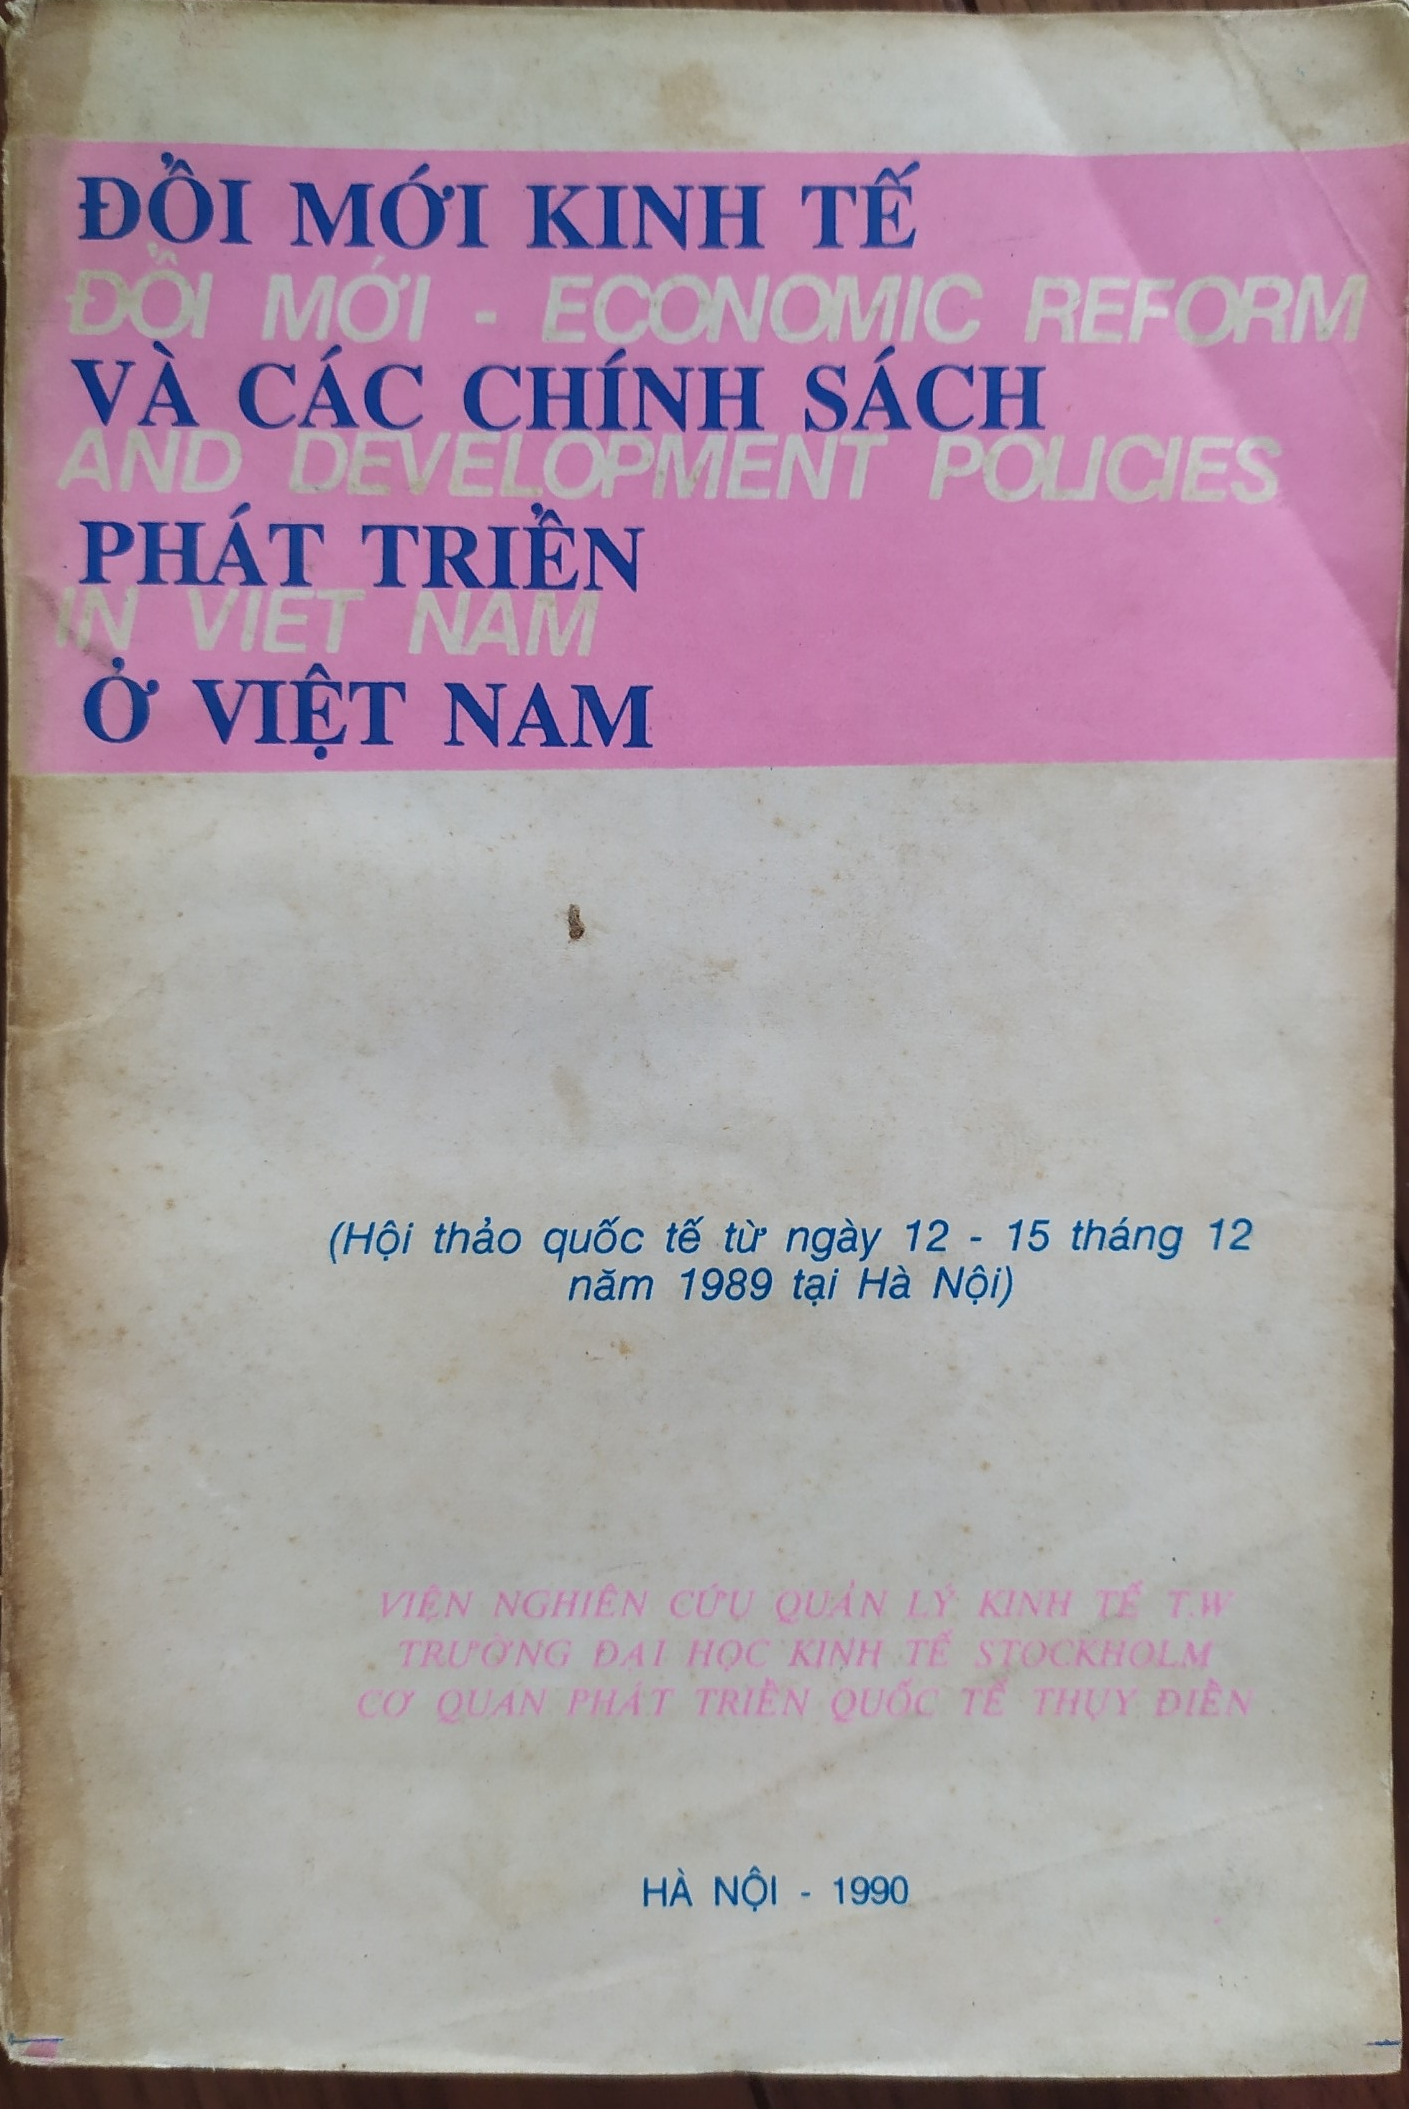 ĐỔI MỚI KINH TẾ
ĐỔI MỚI - ECONOMIC REFORM
VÀ CÁC CHÍNH SÁCH
AND DEVELOPMENT POLICIES
PHÁT TRIỂN
IN VIET NAM
Ở VIỆT NAM
(Hội thảo quốc tế từ ngày 12 - 15 tháng 12
năm 1989 tại Hà Nội)
VIỆN NGHIÊN CỨU QUẢN LÝ KINH TẾ T.W
TRƯỜNG ĐẠI HỌC KINH TẾ STOCKHOLM
CƠ QUAN PHÁT TRIỂN QUỐC TẾ THỤY ĐIỂN
HÀ NỘI - 1990